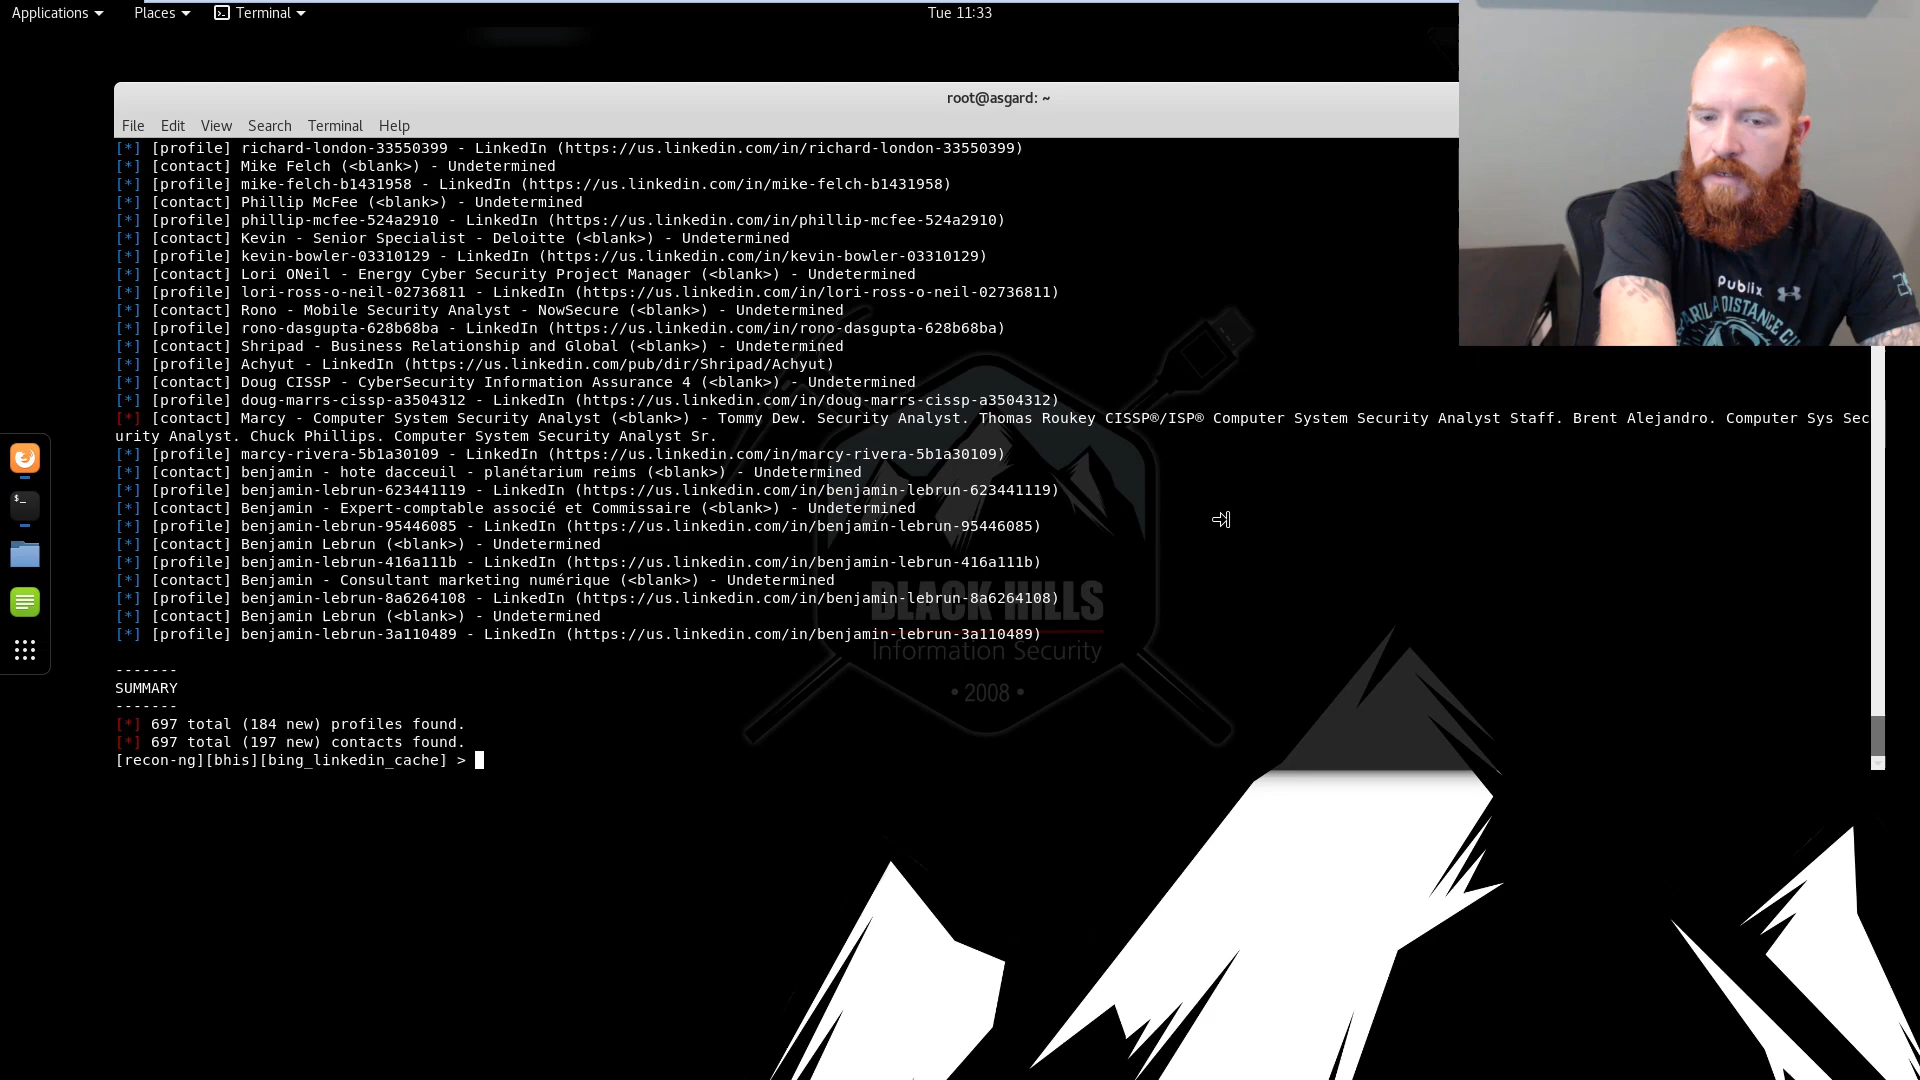 Applications Places Terminal Tue 11:33
root@asgard: ~
File Edit View Search Terminal Help
[*] [profile] richard-london-33550399 - LinkedIn (https://us.linkedin.com/in/richard-london-33550399)
[*] [contact] Mike Felch (<blank>) - Undetermined
[*] [profile] mike-felch-b1431958 - LinkedIn (https://us.linkedin.com/in/mike-felch-b1431958)
[*] [contact] Phillip McFee (<blank>) - Undetermined
[*] [profile] phillip-mcfee-524a2910 - LinkedIn (https://us.linkedin.com/in/phillip-mcfee-524a2910)
[*] [contact] Kevin - Senior Specialist - Deloitte (<blank>) - Undetermined
[*] [profile] kevin-bowler-03310129 - LinkedIn (https://us.linkedin.com/in/kevin-bowler-03310129)
[*] [contact] Lori ONeil - Energy Cyber Security Project Manager (<blank>) - Undetermined
[*] [profile] lori-ross-o-neil-02736811 - LinkedIn (https://us.linkedin.com/in/lori-ross-o-neil-02736811)
[*] [contact] Rono - Mobile Security Analyst - NowSecure (<blank>) - Undetermined
[*] [profile] rono-dasgupta-628b68ba - LinkedIn (https://us.linkedin.com/in/rono-dasgupta-628b68ba)
[*] [contact] Shripad - Business Relationship and Global (<blank>) - Undetermined
[*] [profile] Achyut - LinkedIn (https://us.linkedin.com/pub/dir/Shripad/Achyut)
[*] [contact] Doug CISSP - CyberSecurity Information Assurance 4 (<blank>) - Undetermined
[*] [profile] doug-marrs-cissp-a3504312 - LinkedIn (https://us.linkedin.com/in/doug-marrs-cissp-a3504312)
[*] [contact] Marcy - Computer System Security Analyst (<blank>) - Tommy Dew. Security Analyst. Thomas Roukey CISSP®/ISP® Computer System Security Analyst Staff. Brent Alejandro. Computer Sys Sec
urity Analyst. Chuck Phillips. Computer System Security Analyst Sr.
[*] [profile] marcy-rivera-5b1a30109 - LinkedIn (https://us.linkedin.com/in/marcy-rivera-5b1a30109)
[*] [contact] benjamin - hote dacceuil - planétarium reims (<blank>) - Undetermined
[*] [profile] benjamin-lebrun-623441119 - LinkedIn (https://us.linkedin.com/in/benjamin-lebrun-623441119)
[*] [contact] Benjamin - Expert-comptable associé et Commissaire (<blank>) - Undetermined
[*] [profile] benjamin-lebrun-95446085 - LinkedIn (https://us.linkedin.com/in/benjamin-lebrun-95446085)
[*] [contact] Benjamin Lebrun (<blank>) - Undetermined
[*] [profile] benjamin-lebrun-416a111b - LinkedIn (https://us.linkedin.com/in/benjamin-lebrun-416a111b)
[*] [contact] Benjamin - Consultant marketing numérique (<blank>) - Undetermined
[*] [profile] benjamin-lebrun-8a6264108 - LinkedIn (https://us.linkedin.com/in/benjamin-lebrun-8a6264108)
[*] [contact] Benjamin Lebrun (<blank>) - Undetermined
[*] [profile] benjamin-lebrun-3a110489 - LinkedIn (https://us.linkedin.com/in/benjamin-lebrun-3a110489)
-------
SUMMARY
-------
[*] 697 total (184 new) profiles found.
[*] 697 total (197 new) contacts found.
[recon-ng][bhis][bing_linkedin_cache] >
BLACK HILLS
Information Security
• 2008 •
Publix
DISTANCE